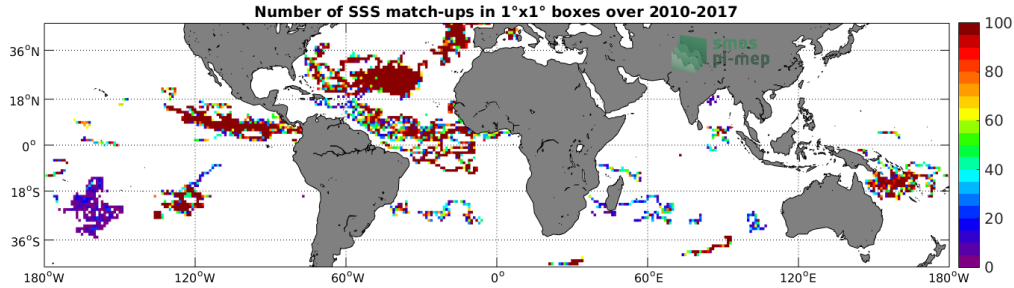 Number of SSS match-ups in 1°x1° boxes over 2010-2017
36°N
18°N
0°
18°S
36°S
180°W
120°W
60°W
0°
60°E
120°E
180°W
smos
pi-mep
100
80
60
40
20
0